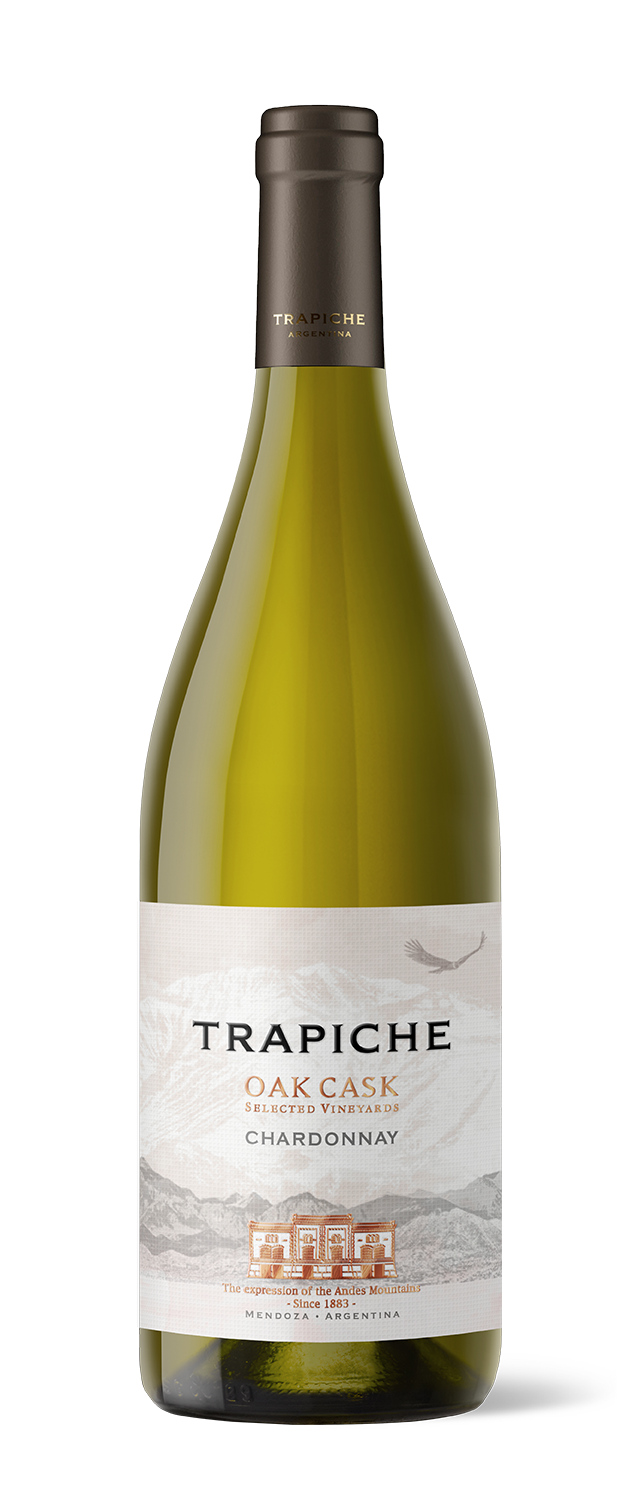 TRAPICHE
ARGENTINA
TRAPICHE
OAK CASK
SELECTED VINEYARDS
CHARDONNAY
The expression of the Andes Mountains
- Since 1883 -
MENDOZA • ARGENTINA